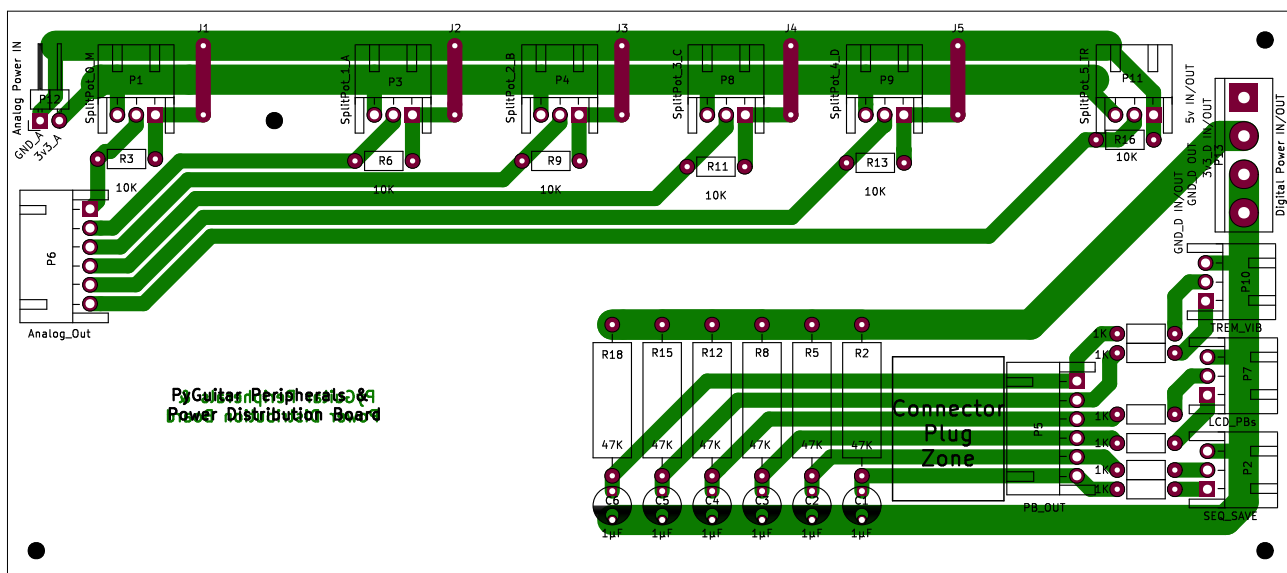 J1
J2
J3
J4
J5
Analog Power IN
P12
GND_A
3v3_A
SplitPot_0_M
P1
SplitPot_1_A
P3
SplitPot_2_B
P4
SplitPot_3_C
P8
SplitPot_4_D
P9
SplitPot_5_TR
P11
5v IN/OUT
3v3_D IN/OUT
GND_D OUT
GND_D IN/OUT
P13
Digital Power IN/OUT
R3
10K
R6
10K
R9
10K
R11
10K
R13
10K
R16
10K
P6
Analog_Out
P10
TREM_VIB
P7
LCD_PBs
P2
SEQ_SAVE
1K
1K
1K
1K
1K
1K
R18
R15
R12
R8
R5
R2
47K
47K
47K
47K
47K
47K
C6
C5
C4
C3
C2
C1
1µF
1µF
1µF
1µF
1µF
1µF
Connector
Plug
Zone
P5
PB_OUT
PyGuitar Peripherals &
Power Distribution Board
PyGuitar Peripherals &
Power Distribution Board